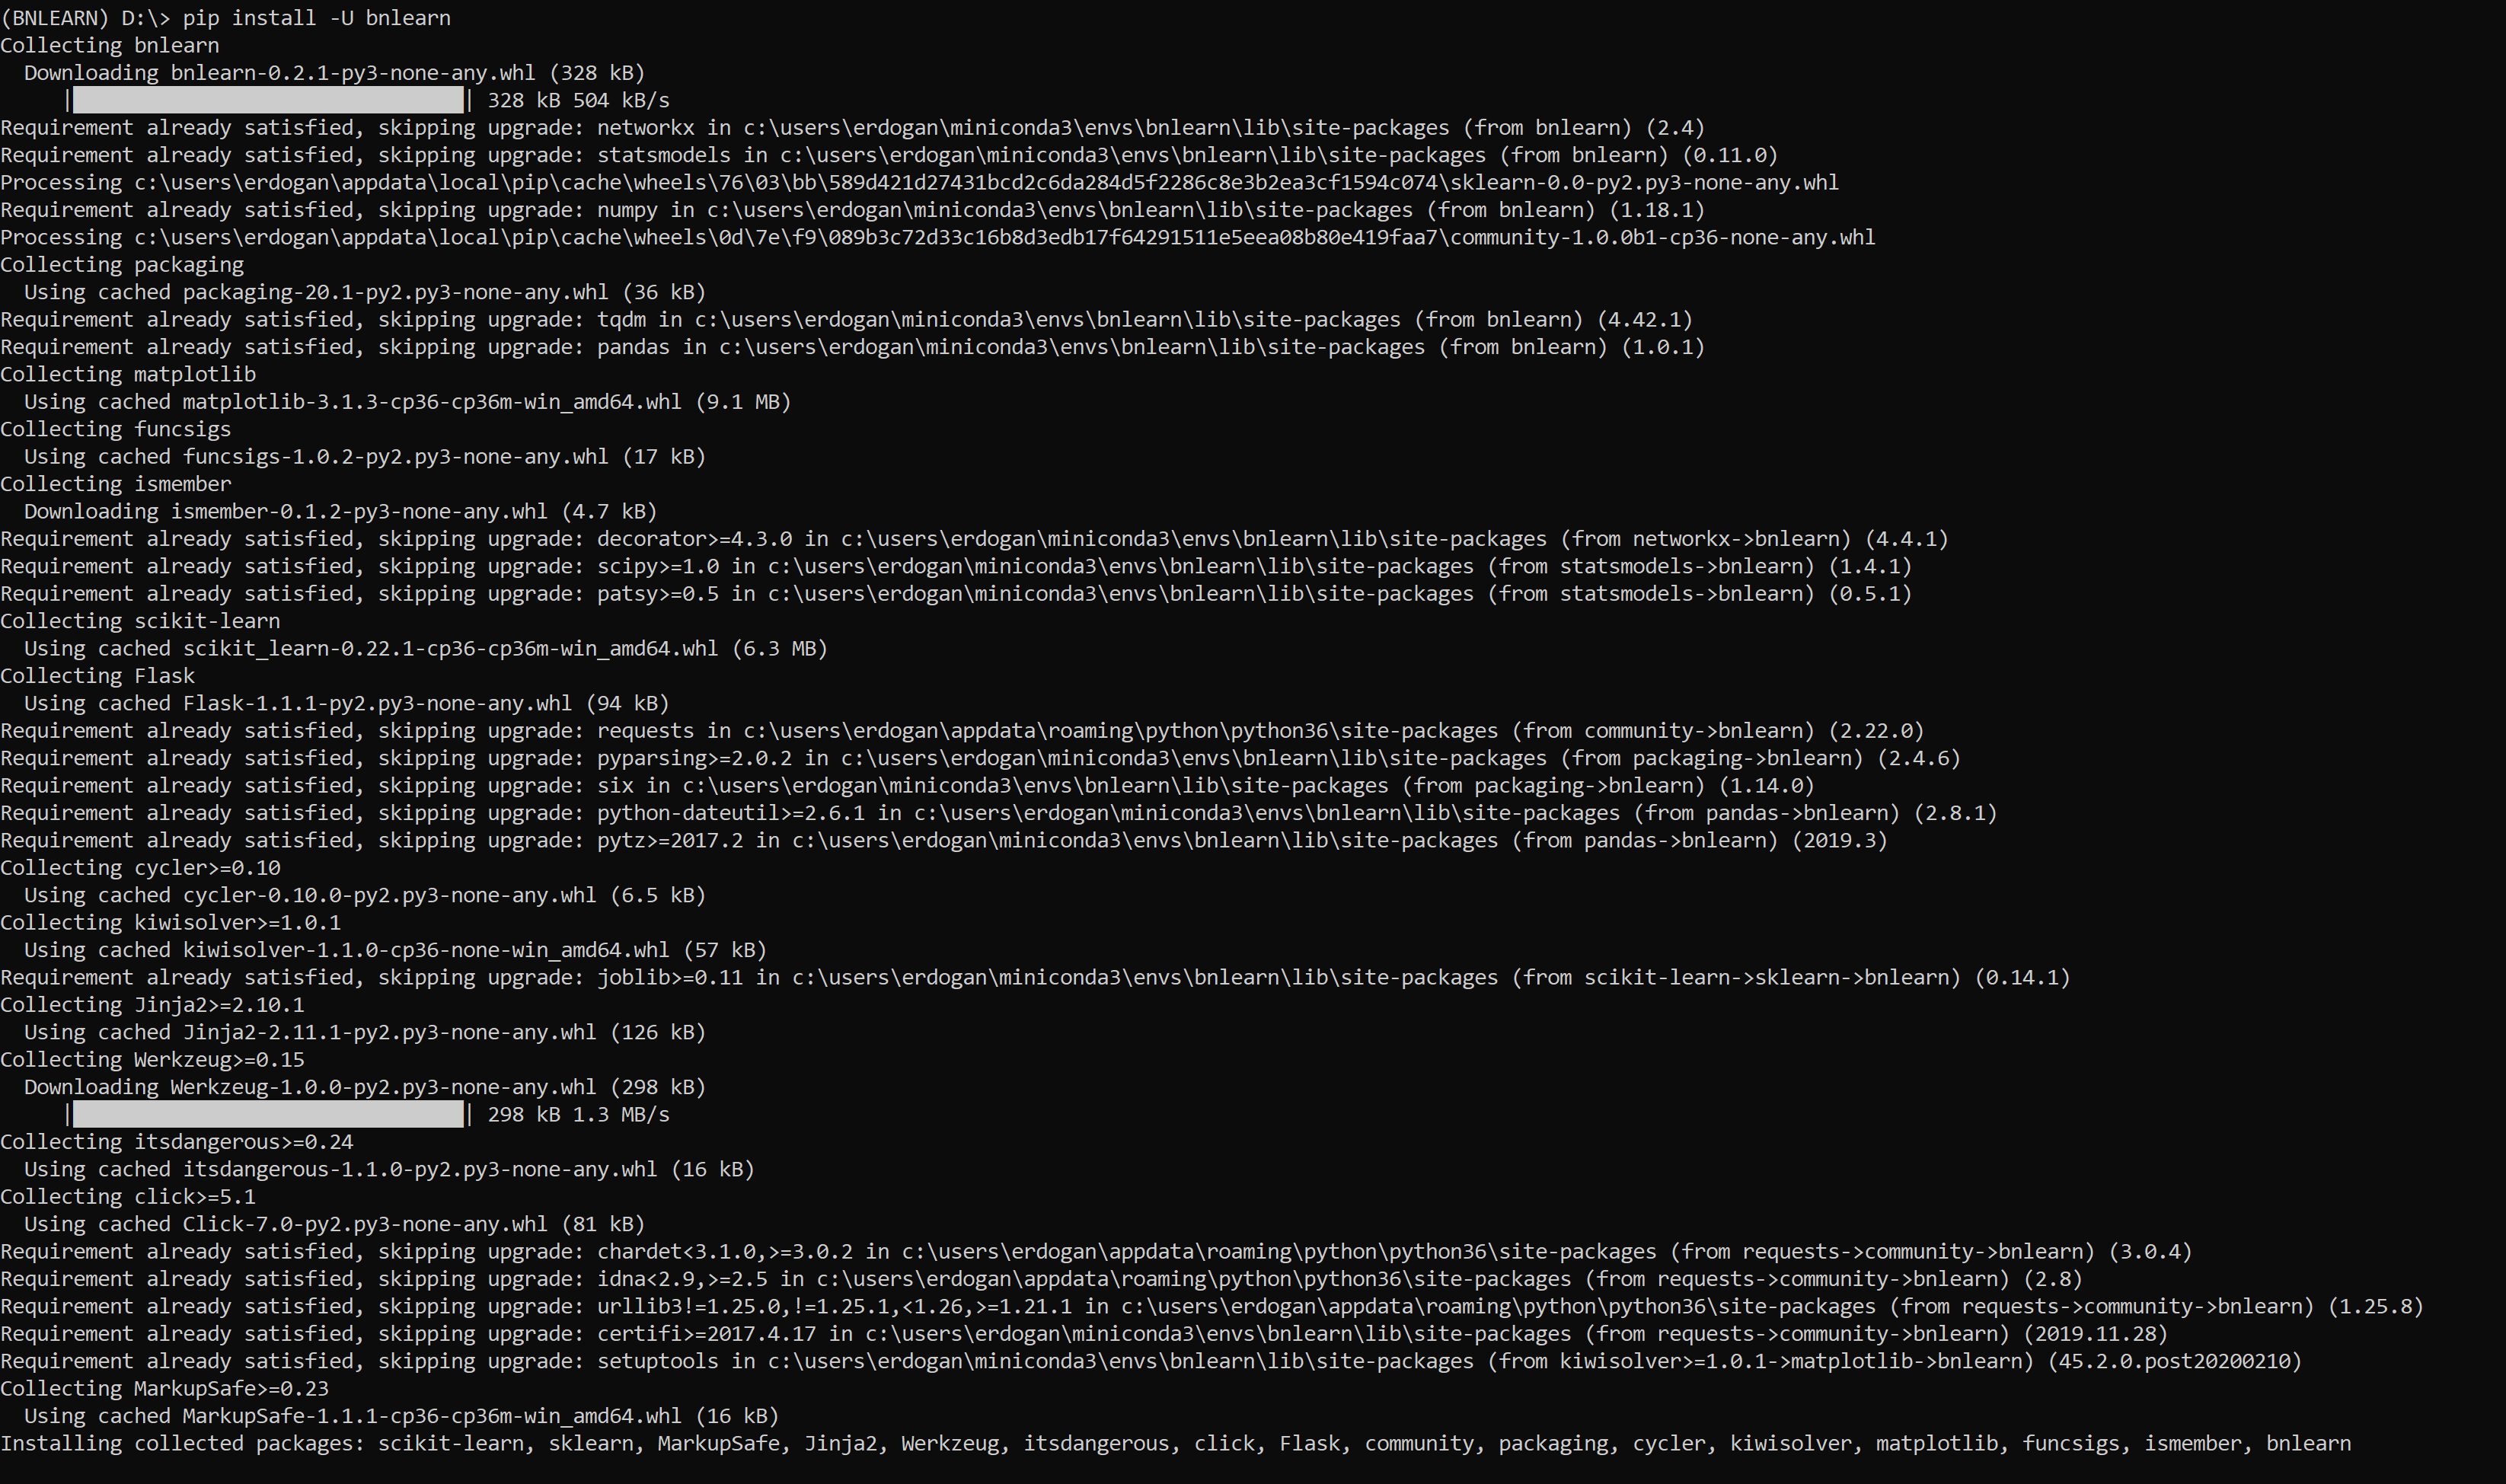 (BNLEARN) D:\> pip install -U bnlearn
Collecting bnlearn
  Downloading bnlearn-0.2.1-py3-none-any.whl (328 kB)
     |████████████████████████████████| 328 kB 504 kB/s
Requirement already satisfied, skipping upgrade: networkx in c:\users\erdogan\miniconda3\envs\bnlearn\lib\site-packages (from bnlearn) (2.4)
Requirement already satisfied, skipping upgrade: statsmodels in c:\users\erdogan\miniconda3\envs\bnlearn\lib\site-packages (from bnlearn) (0.11.0)
Processing c:\users\erdogan\appdata\local\pip\cache\wheels\76\03\bb\589d421d27431bcd2c6da284d5f2286c8e3b2ea3cf1594c074\sklearn-0.0-py2.py3-none-any.whl
Requirement already satisfied, skipping upgrade: numpy in c:\users\erdogan\miniconda3\envs\bnlearn\lib\site-packages (from bnlearn) (1.18.1)
Processing c:\users\erdogan\appdata\local\pip\cache\wheels\0d\7e\f9\089b3c72d33c16b8d3edb17f64291511e5eea08b80e419faa7\community-1.0.0b1-cp36-none-any.whl
Collecting packaging
  Using cached packaging-20.1-py2.py3-none-any.whl (36 kB)
Requirement already satisfied, skipping upgrade: tqdm in c:\users\erdogan\miniconda3\envs\bnlearn\lib\site-packages (from bnlearn) (4.42.1)
Requirement already satisfied, skipping upgrade: pandas in c:\users\erdogan\miniconda3\envs\bnlearn\lib\site-packages (from bnlearn) (1.0.1)
Collecting matplotlib
  Using cached matplotlib-3.1.3-cp36-cp36m-win_amd64.whl (9.1 MB)
Collecting funcsigs
  Using cached funcsigs-1.0.2-py2.py3-none-any.whl (17 kB)
Collecting ismember
  Downloading ismember-0.1.2-py3-none-any.whl (4.7 kB)
Requirement already satisfied, skipping upgrade: decorator>=4.3.0 in c:\users\erdogan\miniconda3\envs\bnlearn\lib\site-packages (from networkx->bnlearn) (4.4.1)
Requirement already satisfied, skipping upgrade: scipy>=1.0 in c:\users\erdogan\miniconda3\envs\bnlearn\lib\site-packages (from statsmodels->bnlearn) (1.4.1)
Requirement already satisfied, skipping upgrade: patsy>=0.5 in c:\users\erdogan\miniconda3\envs\bnlearn\lib\site-packages (from statsmodels->bnlearn) (0.5.1)
Collecting scikit-learn
  Using cached scikit_learn-0.22.1-cp36-cp36m-win_amd64.whl (6.3 MB)
Collecting Flask
  Using cached Flask-1.1.1-py2.py3-none-any.whl (94 kB)
Requirement already satisfied, skipping upgrade: requests in c:\users\erdogan\appdata\roaming\python\python36\site-packages (from community->bnlearn) (2.22.0)
Requirement already satisfied, skipping upgrade: pyparsing>=2.0.2 in c:\users\erdogan\miniconda3\envs\bnlearn\lib\site-packages (from packaging->bnlearn) (2.4.6)
Requirement already satisfied, skipping upgrade: six in c:\users\erdogan\miniconda3\envs\bnlearn\lib\site-packages (from packaging->bnlearn) (1.14.0)
Requirement already satisfied, skipping upgrade: python-dateutil>=2.6.1 in c:\users\erdogan\miniconda3\envs\bnlearn\lib\site-packages (from pandas->bnlearn) (2.8.1)
Requirement already satisfied, skipping upgrade: pytz>=2017.2 in c:\users\erdogan\miniconda3\envs\bnlearn\lib\site-packages (from pandas->bnlearn) (2019.3)
Collecting cycler>=0.10
  Using cached cycler-0.10.0-py2.py3-none-any.whl (6.5 kB)
Collecting kiwisolver>=1.0.1
  Using cached kiwisolver-1.1.0-cp36-none-win_amd64.whl (57 kB)
Requirement already satisfied, skipping upgrade: joblib>=0.11 in c:\users\erdogan\miniconda3\envs\bnlearn\lib\site-packages (from scikit-learn->sklearn->bnlearn) (0.14.1)
Collecting Jinja2>=2.10.1
  Using cached Jinja2-2.11.1-py2.py3-none-any.whl (126 kB)
Collecting Werkzeug>=0.15
  Downloading Werkzeug-1.0.0-py2.py3-none-any.whl (298 kB)
     |████████████████████████████████| 298 kB 1.3 MB/s
Collecting itsdangerous>=0.24
  Using cached itsdangerous-1.1.0-py2.py3-none-any.whl (16 kB)
Collecting click>=5.1
  Using cached Click-7.0-py2.py3-none-any.whl (81 kB)
Requirement already satisfied, skipping upgrade: chardet<3.1.0,>=3.0.2 in c:\users\erdogan\appdata\roaming\python\python36\site-packages (from requests->community->bnlearn) (3.0.4)
Requirement already satisfied, skipping upgrade: idna<2.9,>=2.5 in c:\users\erdogan\appdata\roaming\python\python36\site-packages (from requests->community->bnlearn) (2.8)
Requirement already satisfied, skipping upgrade: urllib3!=1.25.0,!=1.25.1,<1.26,>=1.21.1 in c:\users\erdogan\appdata\roaming\python\python36\site-packages (from requests->community->bnlearn) (1.25.8)
Requirement already satisfied, skipping upgrade: certifi>=2017.4.17 in c:\users\erdogan\miniconda3\envs\bnlearn\lib\site-packages (from requests->community->bnlearn) (2019.11.28)
Requirement already satisfied, skipping upgrade: setuptools in c:\users\erdogan\miniconda3\envs\bnlearn\lib\site-packages (from kiwisolver>=1.0.1->matplotlib->bnlearn) (45.2.0.post20200210)
Collecting MarkupSafe>=0.23
  Using cached MarkupSafe-1.1.1-cp36-cp36m-win_amd64.whl (16 kB)
Installing collected packages: scikit-learn, sklearn, MarkupSafe, Jinja2, Werkzeug, itsdangerous, click, Flask, community, packaging, cycler, kiwisolver, matplotlib, funcsigs, ismember, bnlearn